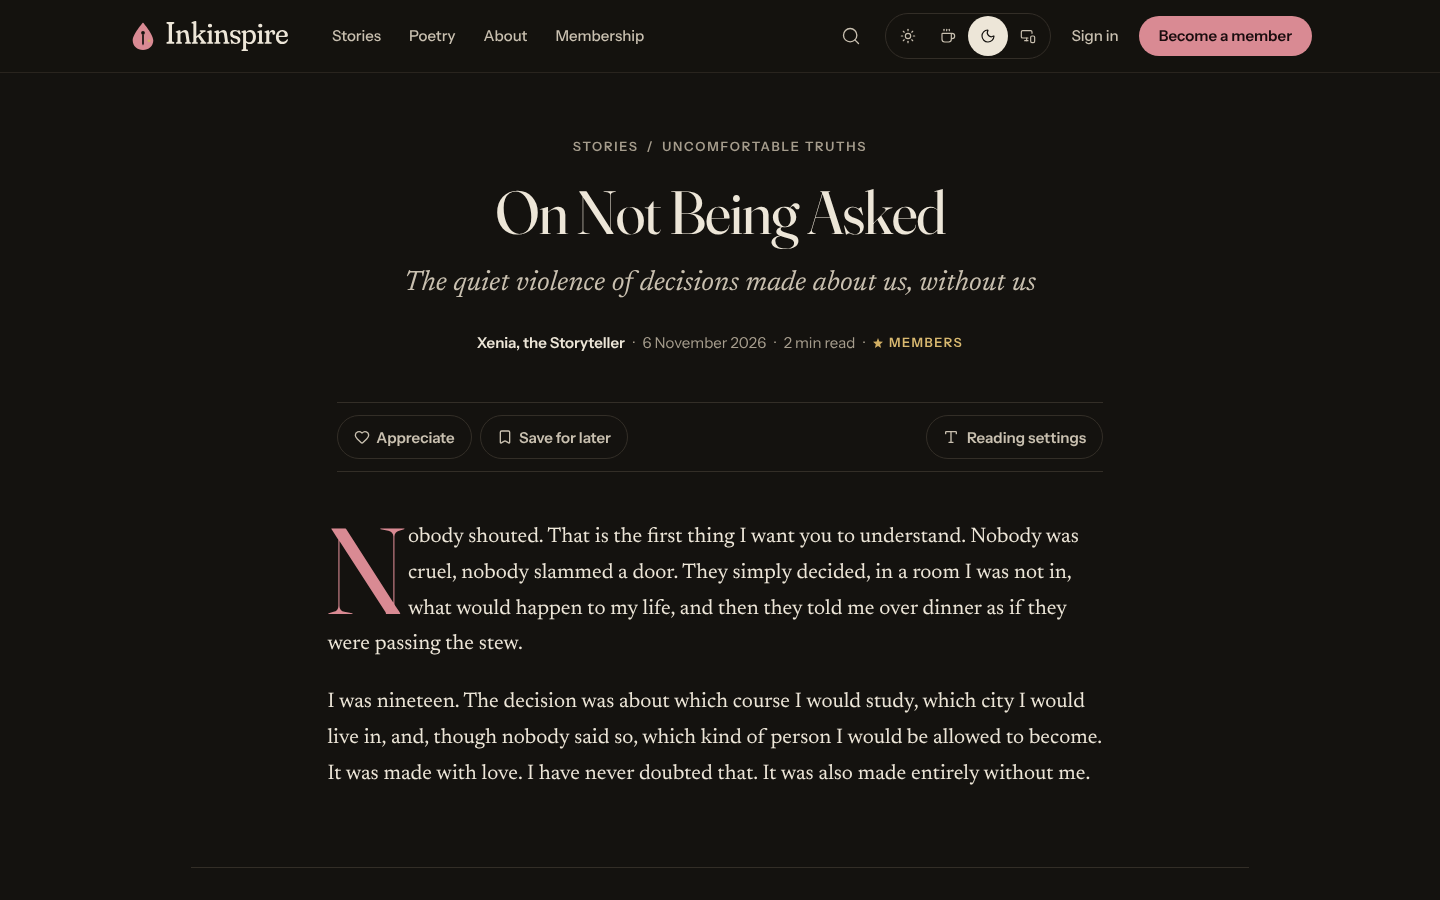 Inkinspire
Stories Poetry About Membership
Sign in
Become a member
STORIES / UNCOMFORTABLE TRUTHS
On Not Being Asked
The quiet violence of decisions made about us, without us
Xenia, the Storyteller · 6 November 2026 · 2 min read · ★ MEMBERS
Appreciate
Save for later
Reading settings
Nobody shouted. That is the first thing I want you to understand. Nobody was
cruel, nobody slammed a door. They simply decided, in a room I was not in,
what would happen to my life, and then they told me over dinner as if they
were passing the stew.
I was nineteen. The decision was about which course I would study, which city I would
live in, and, though nobody said so, which kind of person I would be allowed to become.
It was made with love. I have never doubted that. It was also made entirely without me.